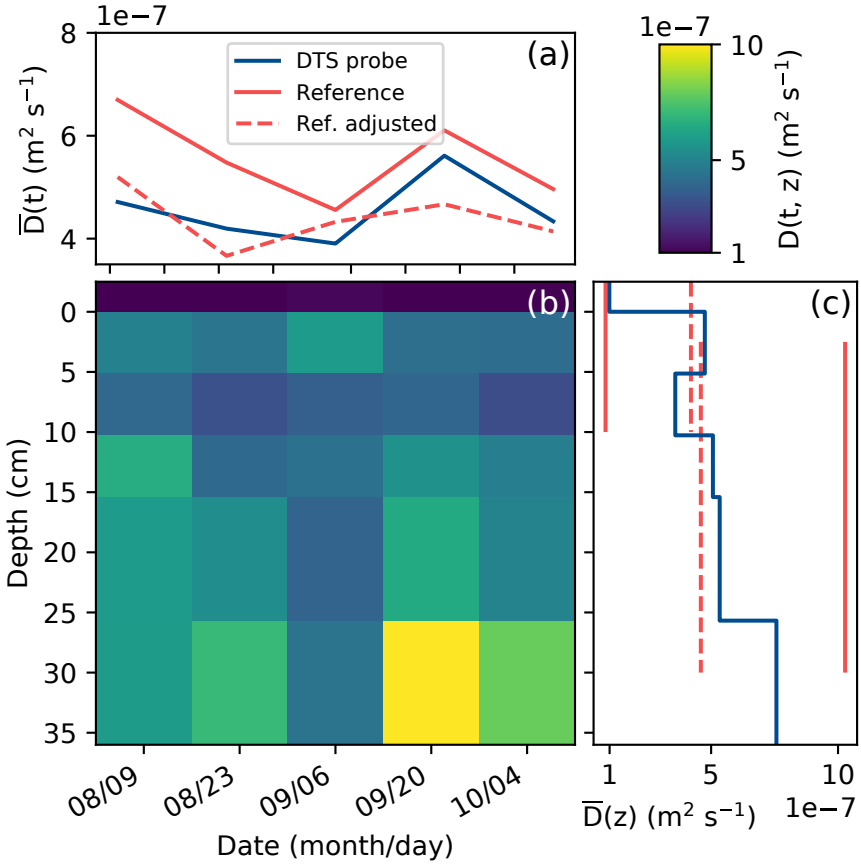 1e−7
8
6
4
D̅(t) (m² s⁻¹)
DTS probe
Reference
Ref. adjusted
(a)
1e−7
10
5
1
D(t, z) (m² s⁻¹)
(b)
0
5
10
15
20
25
30
35
Depth (cm)
08/09
08/23
09/06
09/20
10/04
Date (month/day)
(c)
1
5
10
1e−7
D̅(z) (m² s⁻¹)